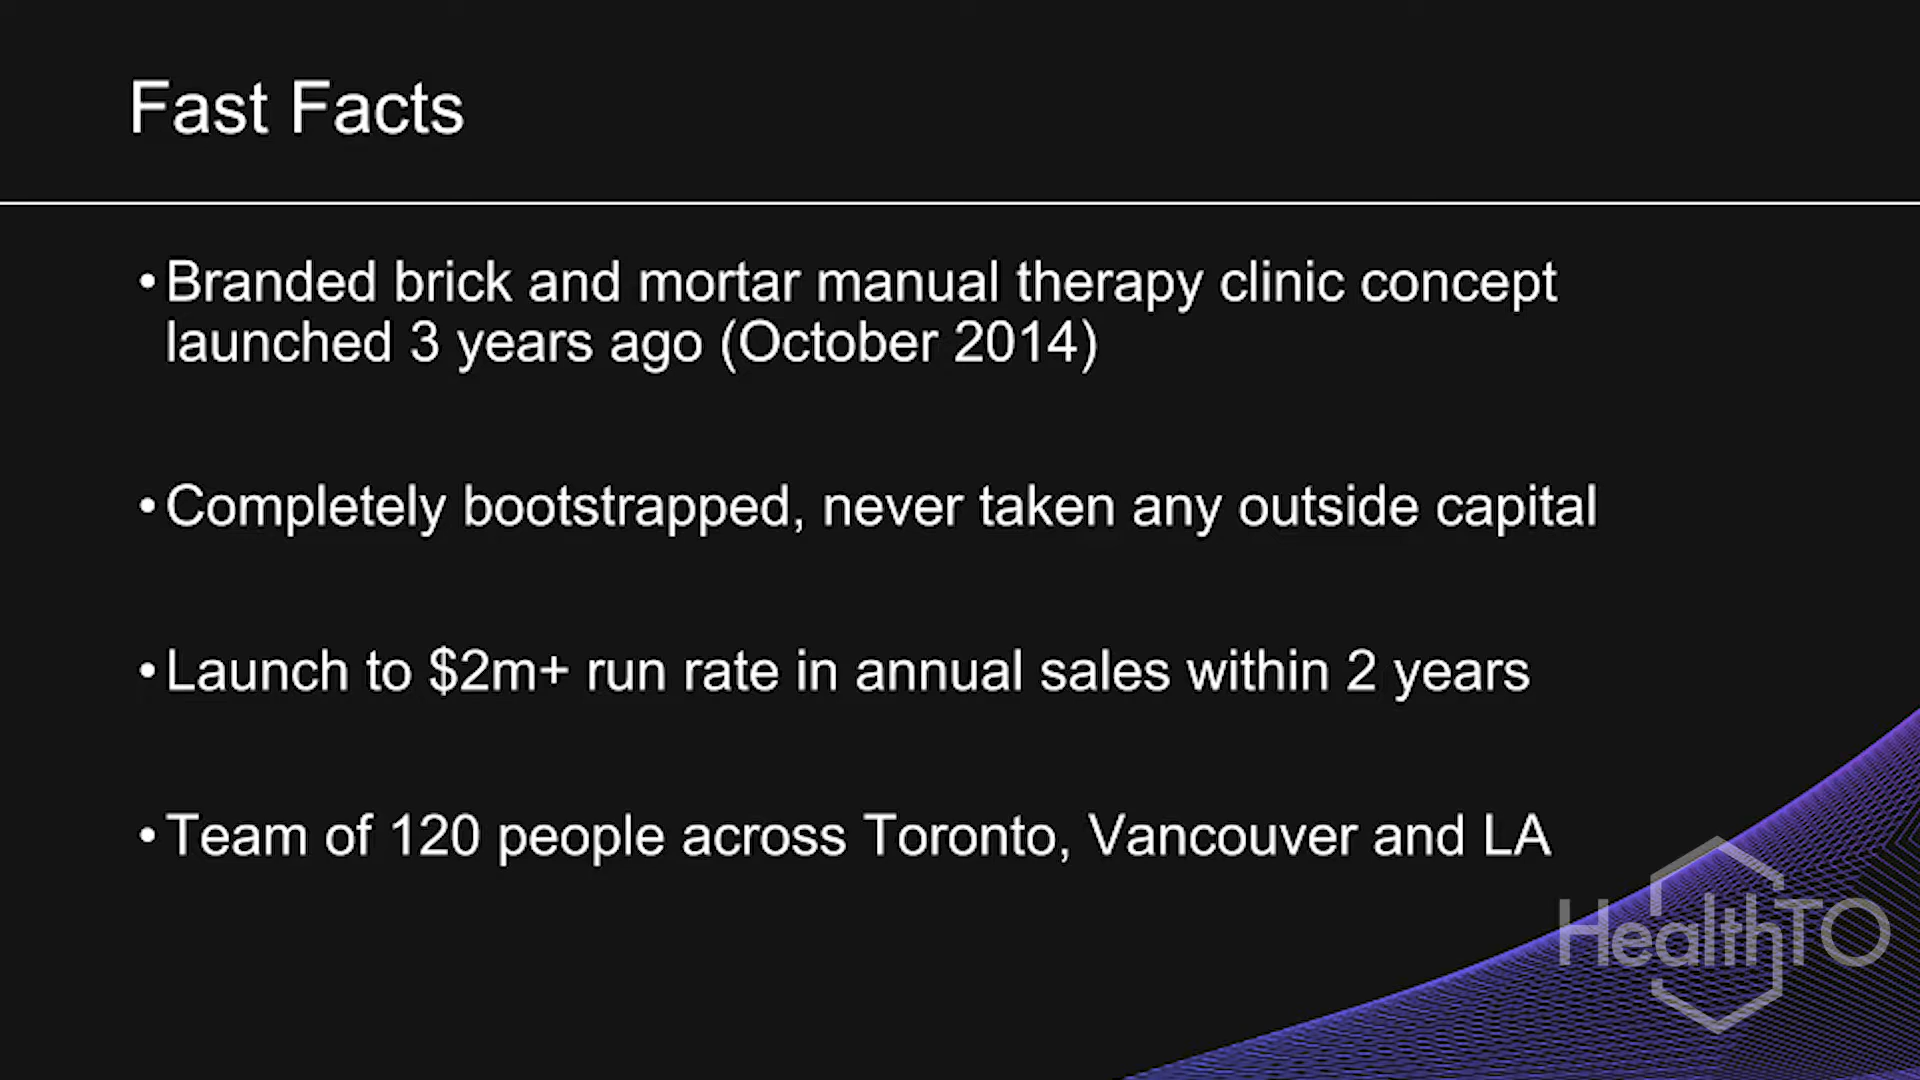 Fast Facts
• Branded brick and mortar manual therapy clinic concept
launched 3 years ago (October 2014)
• Completely bootstrapped, never taken any outside capital
• Launch to $2m+ run rate in annual sales within 2 years
• Team of 120 people across Toronto, Vancouver and LA
HealthTO